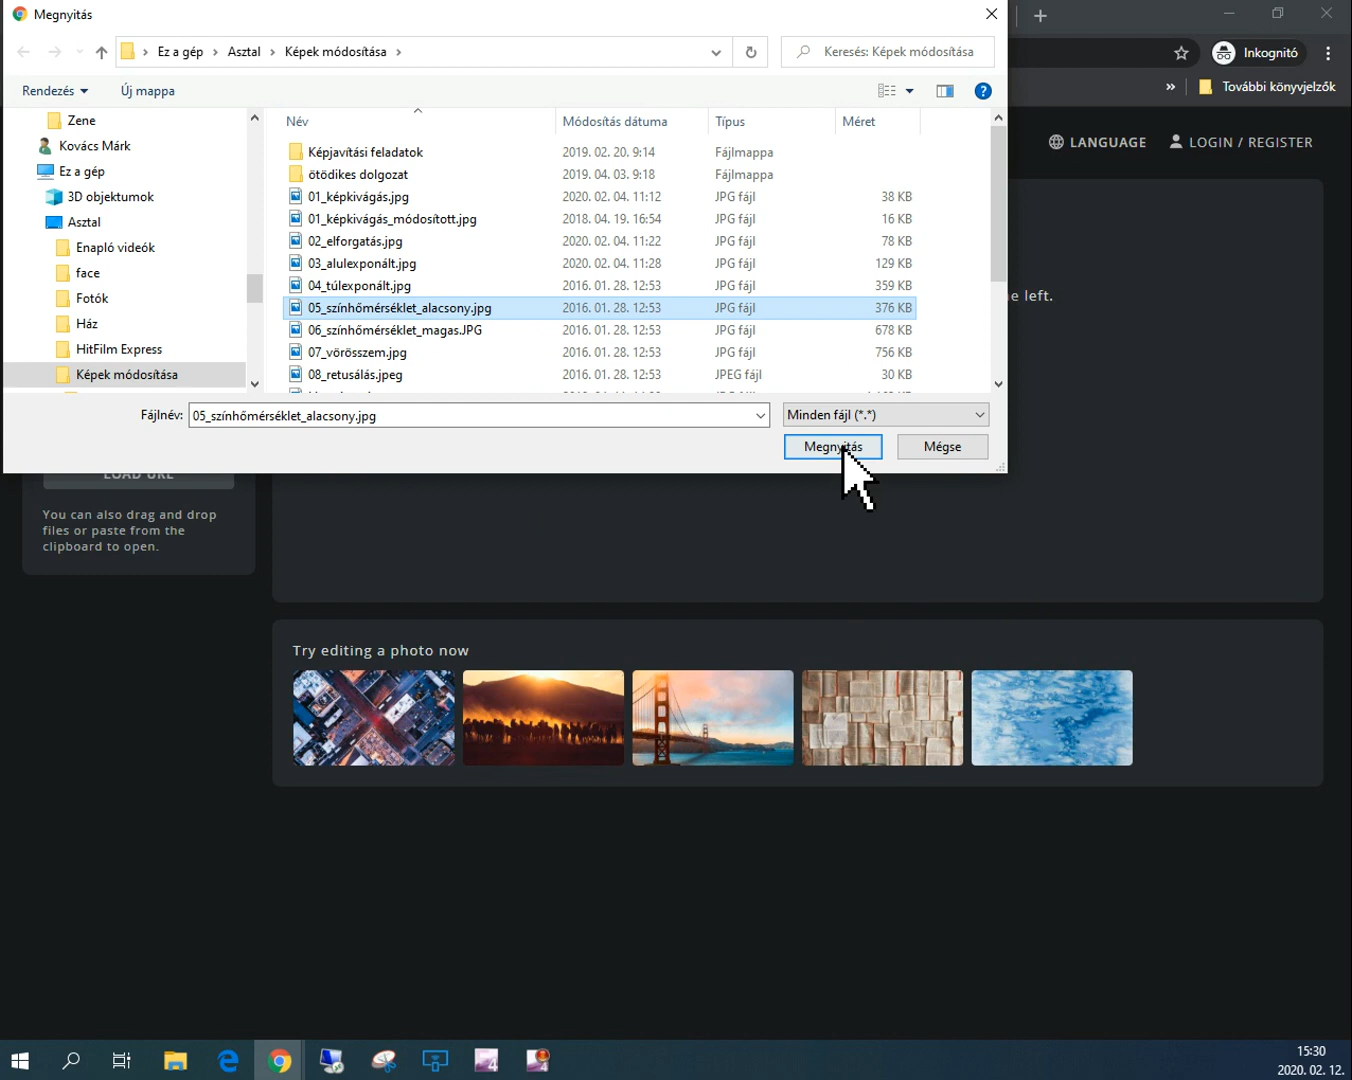 Megnyitás
Inkognitó
Ez a gép
Asztal
Képek módosítása
Keresés: Képek módosítása
Rendezés
Új mappa
» További könyvjelzők
Zene
Kovács Márk
Ez a gép
3D objektumok
Asztal
Enapló videók
face
Fotók
Ház
HitFilm Express
Képek módosítása
Név Módosítás dátuma Típus Méret
Képjavítási feladatok 2019. 02. 20. 9:14 Fájlmappa
ötödikes dolgozat 2019. 04. 03. 9:18 Fájlmappa
01_képkivágás.jpg 2020. 02. 04. 11:12 JPG fájl 38 KB
01_képkivágás_módosított.jpg 2018. 04. 19. 16:54 JPG fájl 16 KB
02_elforgatás.jpg 2020. 02. 04. 11:22 JPG fájl 78 KB
03_alulexponált.jpg 2020. 02. 04. 11:28 JPG fájl 129 KB
04_túlexponált.jpg 2016. 01. 28. 12:53 JPG fájl 359 KB
05_színhőmérséklet_alacsony.jpg 2016. 01. 28. 12:53 JPG fájl 376 KB
06_színhőmérséklet_magas.JPG 2016. 01. 28. 12:53 JPG fájl 678 KB
07_vörösszem.jpg 2016. 01. 28. 12:53 JPG fájl 756 KB
08_retusálás.jpeg 2016. 01. 28. 12:53 JPEG fájl 30 KB
Fájlnév: 05_színhőmérséklet_alacsony.jpg
Minden fájl (*.*)
Megnyitás
Mégse
LANGUAGE
LOGIN / REGISTER
left.
LOAD URL
You can also drag and drop
files or paste from the
clipboard to open.
Try editing a photo now
15:30
2020. 02. 12.